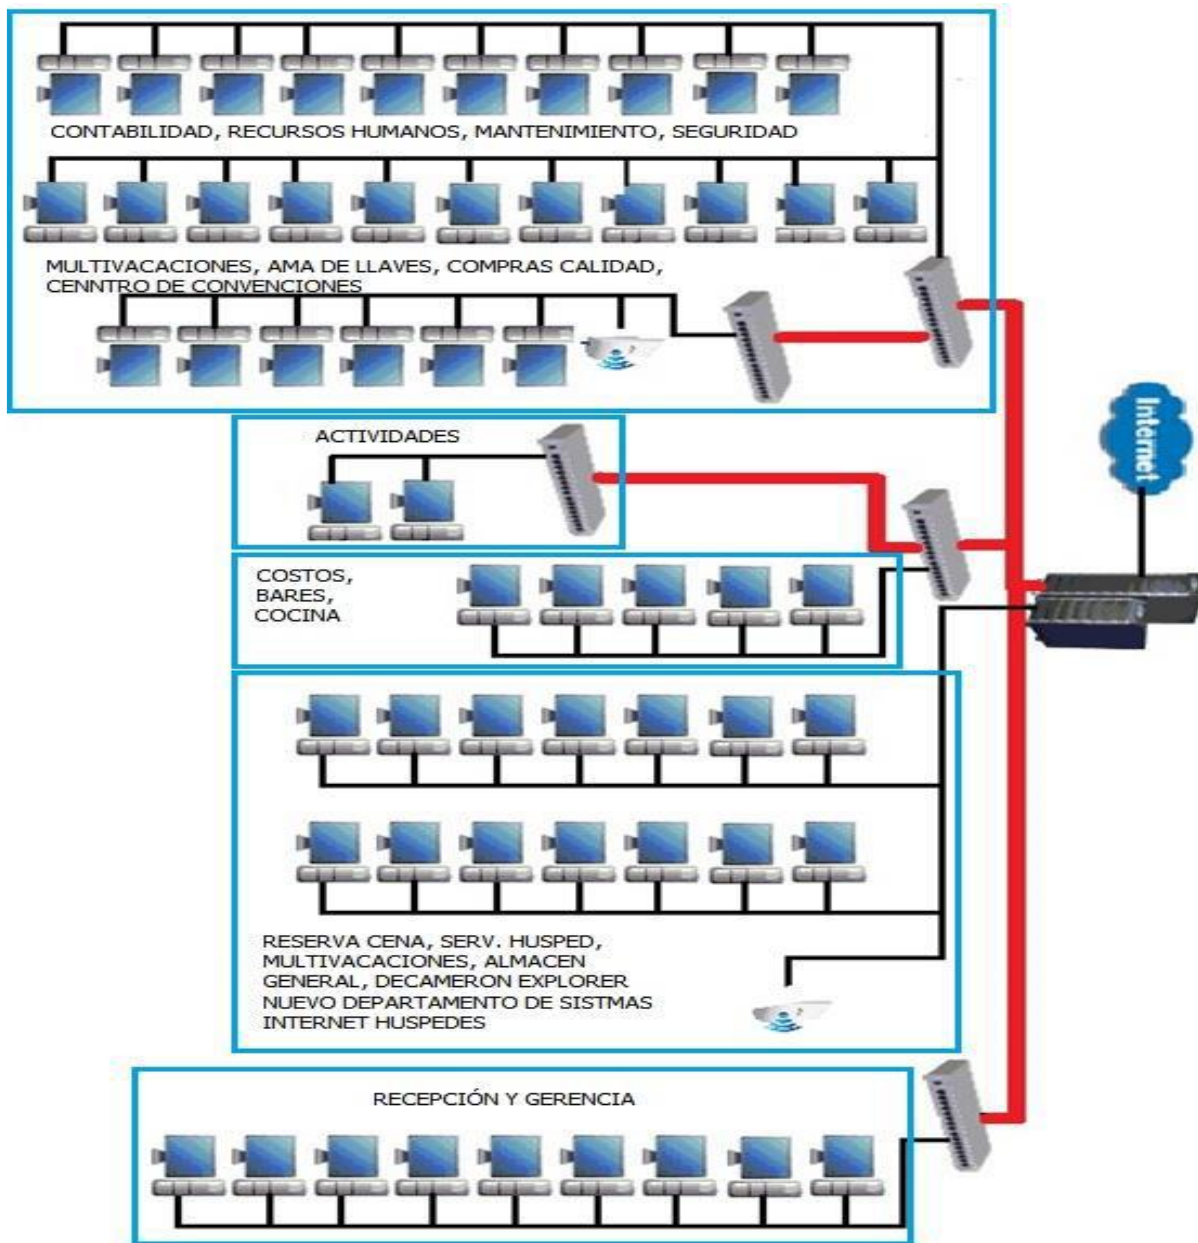 CONTABILIDAD, RECURSOS HUMANOS, MANTENIMIENTO, SEGURIDAD
MULTIVACACIONES, AMA DE LLAVES, COMPRAS CALIDAD,
CENNTRO DE CONVENCIONES
ACTIVIDADES
Internet
COSTOS,
BARES,
COCINA
RESERVA CENA, SERV. HUSPED,
MULTIVACACIONES, ALMACEN
GENERAL, DECAMERON EXPLORER
NUEVO DEPARTAMENTO DE SISTMAS
INTERNET HUSPEDES
RECEPCIÓN Y GERENCIA